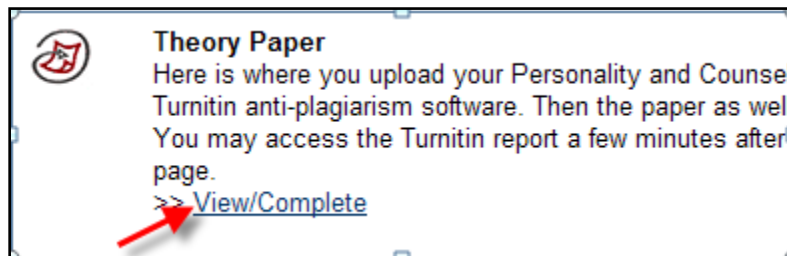 Theory Paper
Here is where you upload your Personality and Counse
Turnitin anti-plagiarism software. Then the paper as wel
You may access the Turnitin report a few minutes after
page.
>> View/Complete